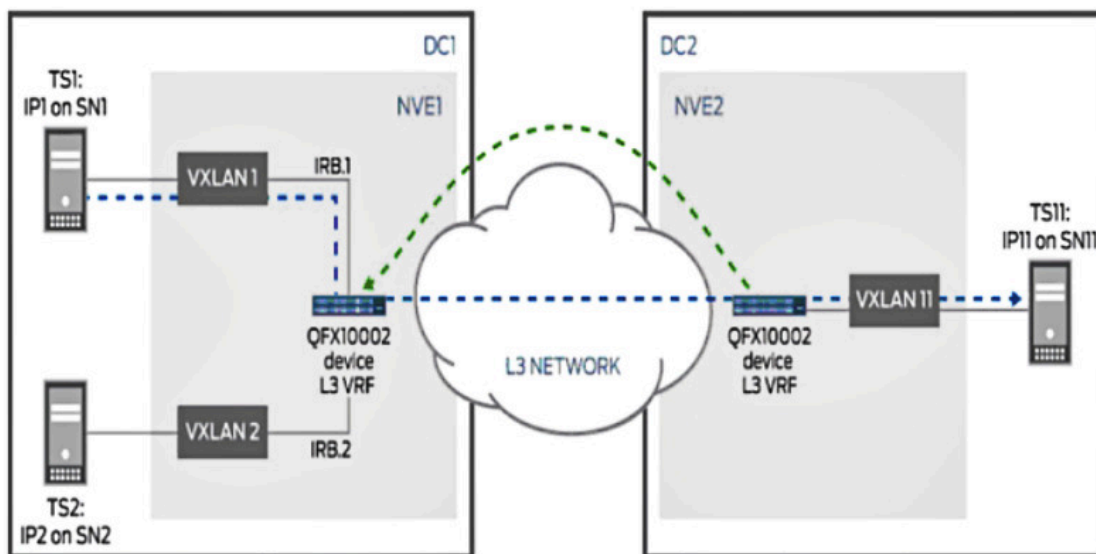 DC1
NVE1
TS1:
IP1 on SN1
VXLAN 1
IRB.1
QFX10002
device
L3 VRF
VXLAN 2
IRB.2
TS2:
IP2 on SN2
L3 NETWORK
DC2
NVE2
QFX10002
device
L3 VRF
VXLAN 11
TS11:
IP11 on SN11